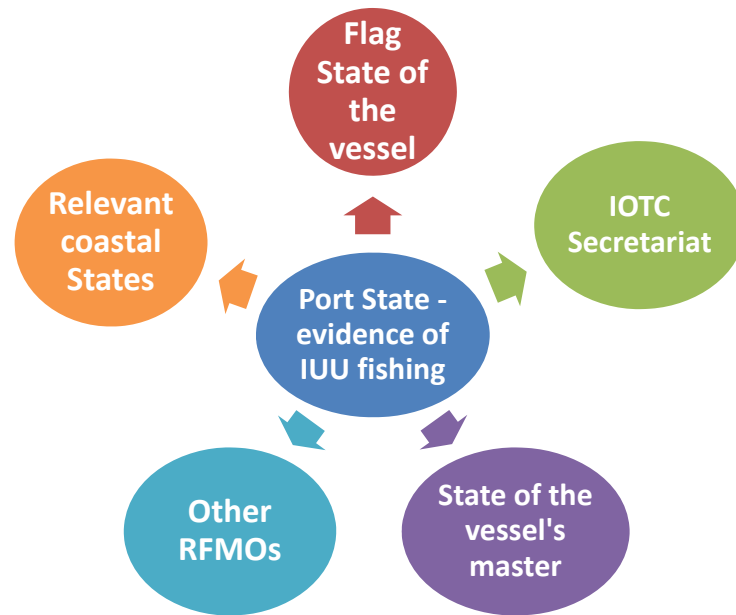 Flag
State of
the
vessel
Relevant
coastal
States
IOTC
Secretariat
Port State -
evidence of
IUU fishing
Other
RFMOs
State of the
vessel's
master